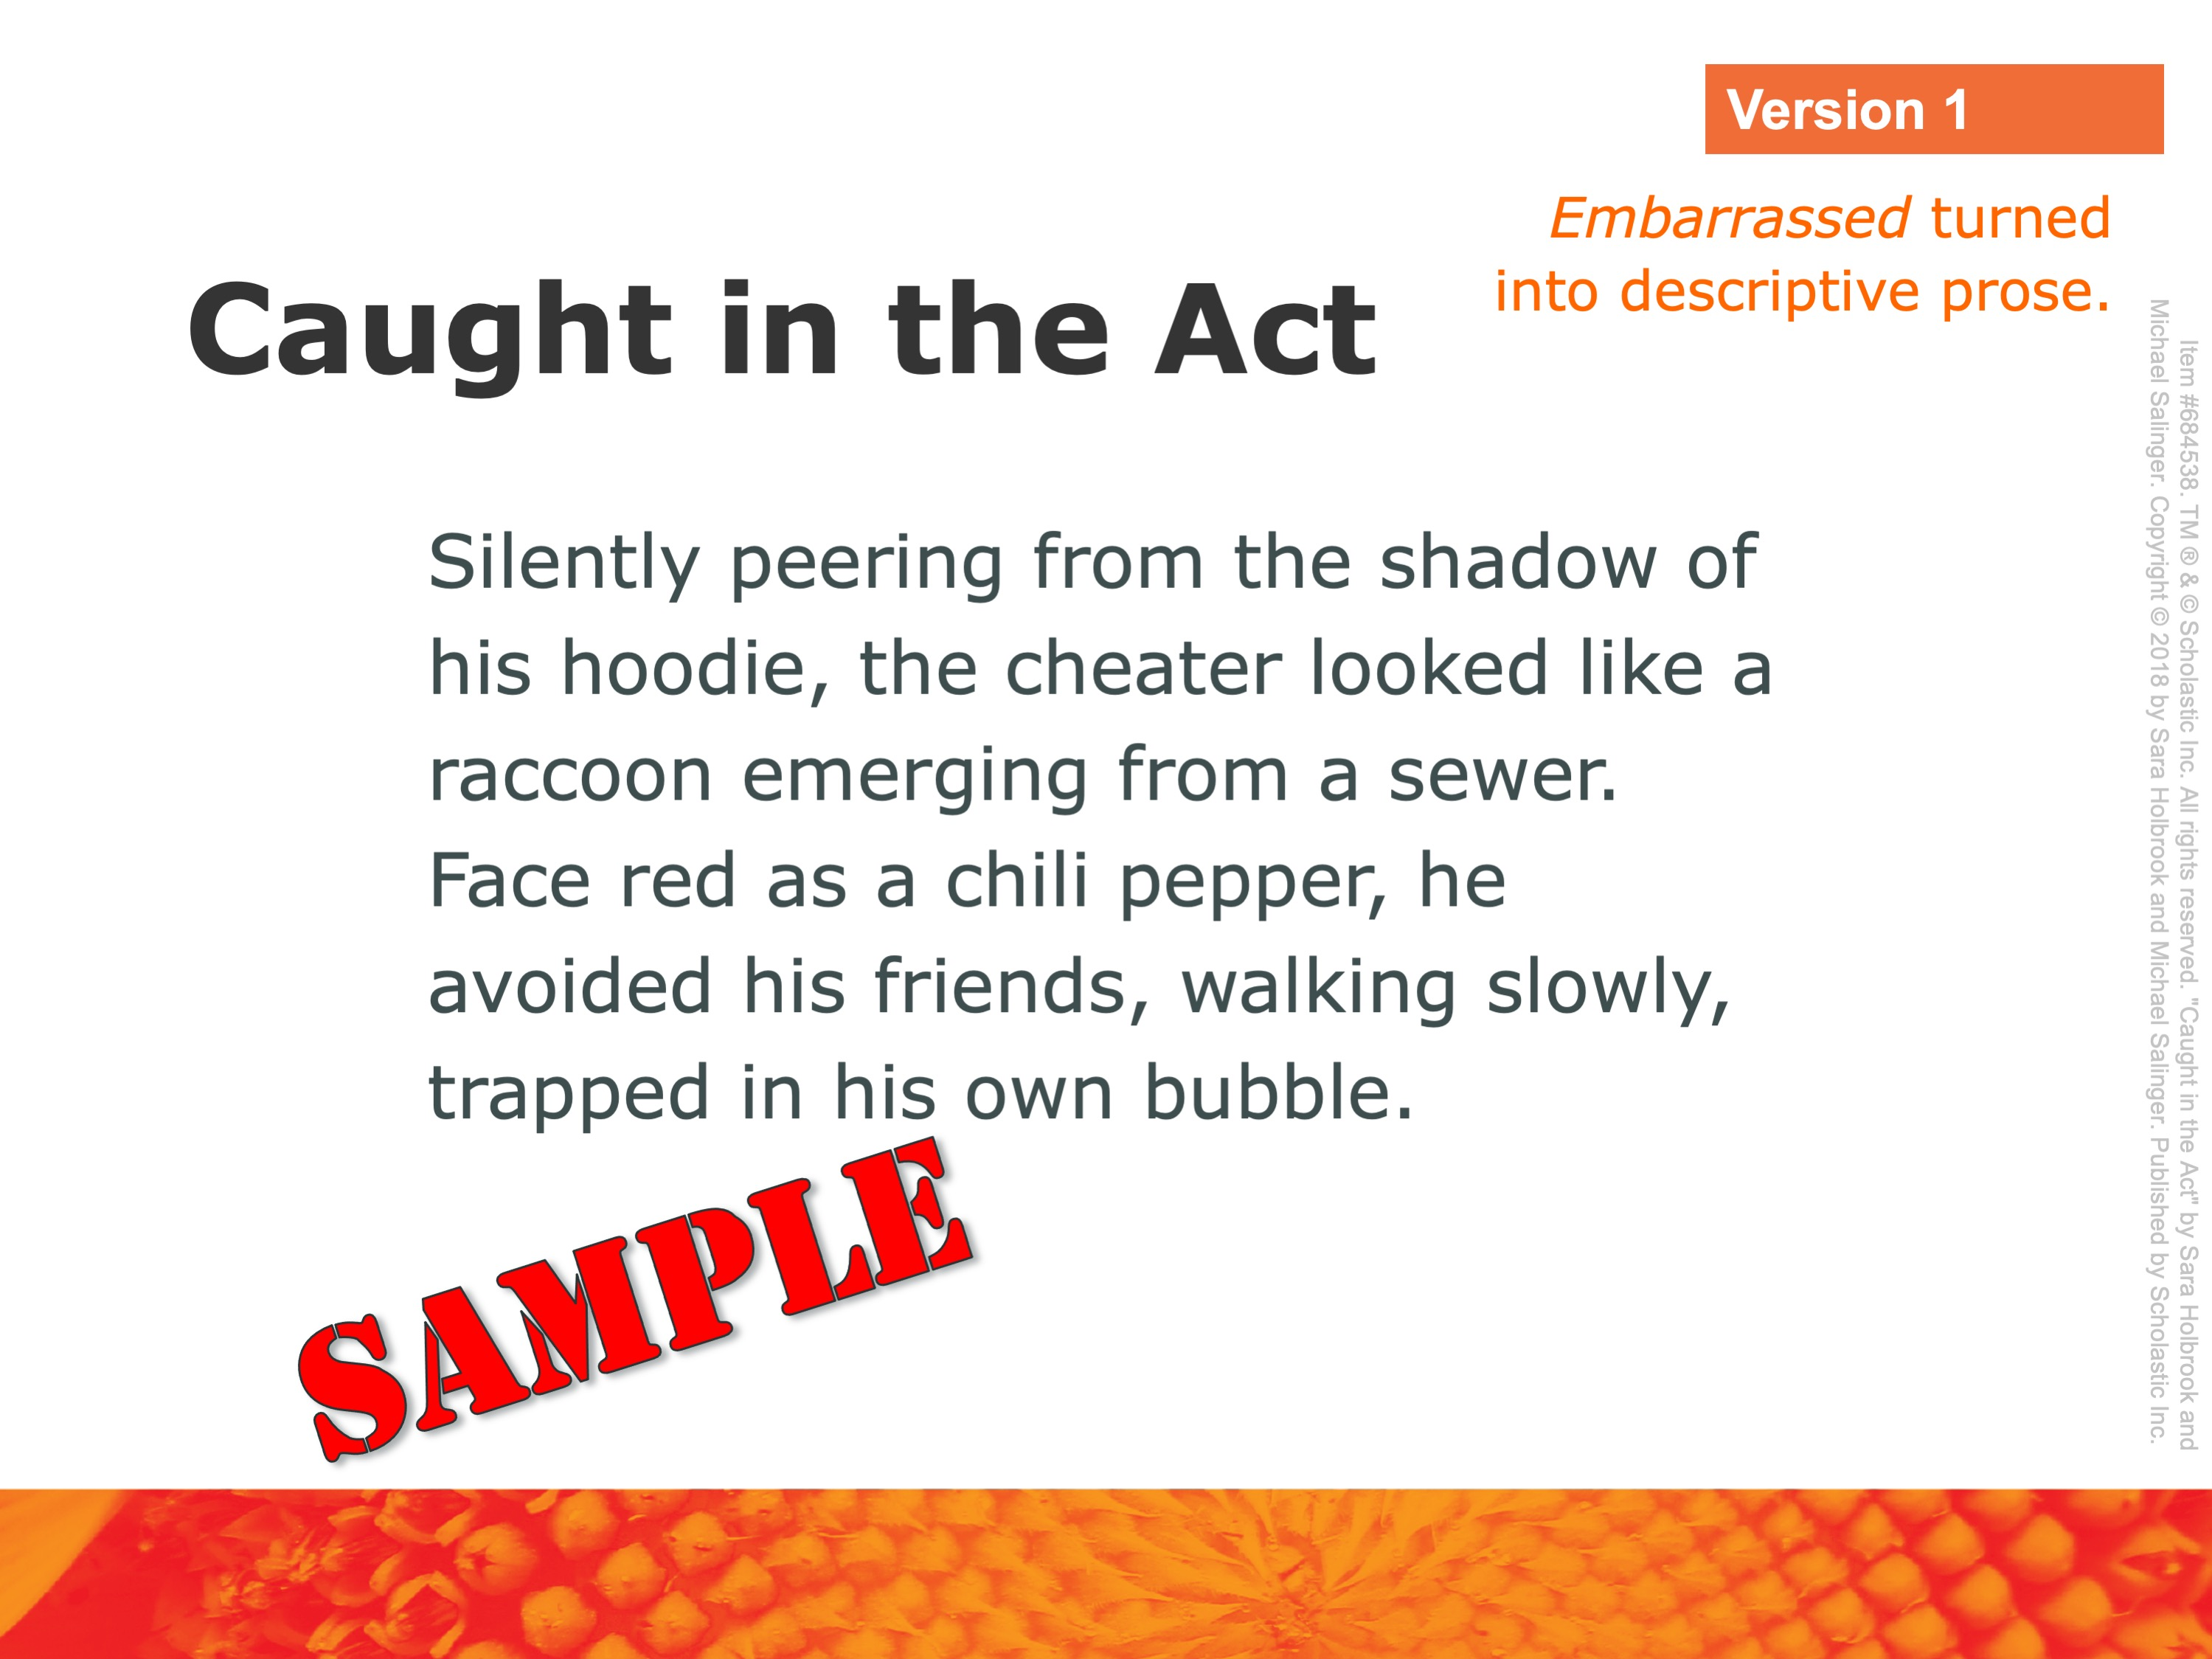 Version 1
Embarrassed turned
into descriptive prose.
Caught in the Act
Silently peering from the shadow of
his hoodie, the cheater looked like a
raccoon emerging from a sewer.
Face red as a chili pepper, he
avoided his friends, walking slowly,
trapped in his own bubble.
SAMPLE
Item #684538. TM ® & © Scholastic Inc. All rights reserved. "Caught in the Act" by Sara Holbrook and
Michael Salinger. Copyright © 2018 by Sara Holbrook and Michael Salinger. Published by Scholastic Inc.